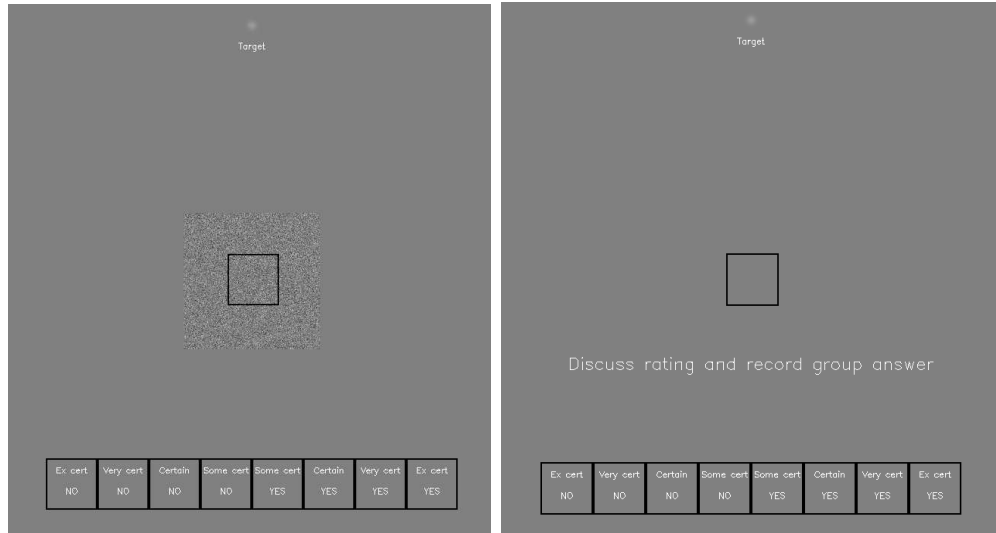 Target
Ex cert Very cert Certain Some cert Some cert Certain Very cert Ex cert
NO NO NO NO YES YES YES YES
Target
Discuss rating and record group answer
Ex cert Very cert Certain Some cert Some cert Certain Very cert Ex cert
NO NO NO NO YES YES YES YES